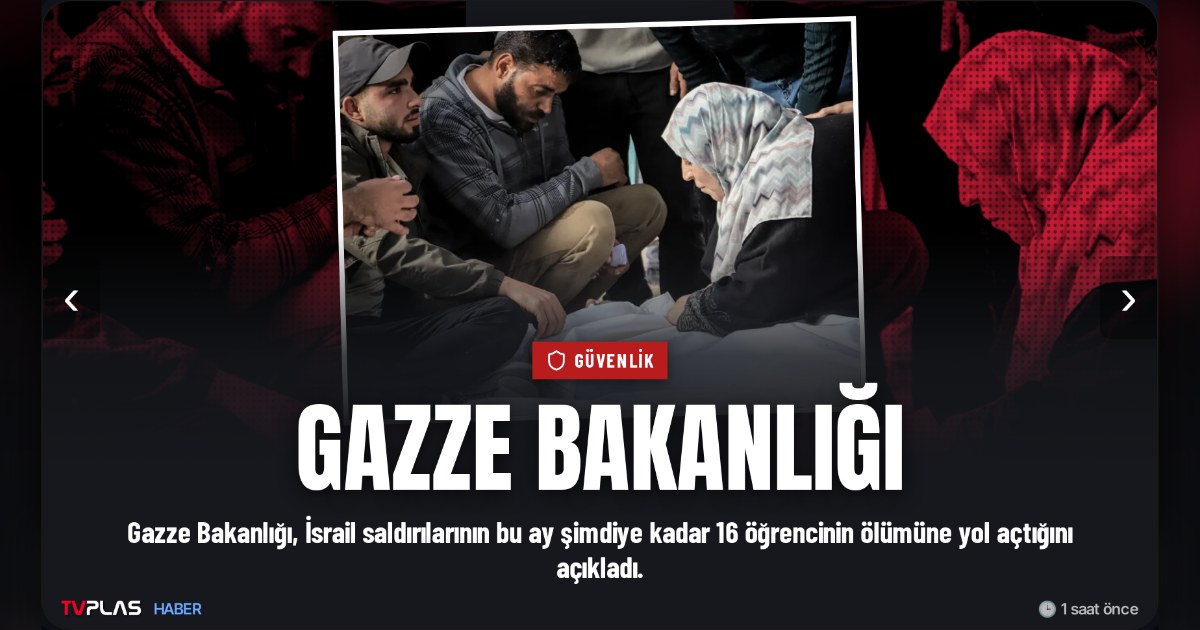 GÜVENLİK
GAZZE BAKANLIĞI
Gazze Bakanlığı, İsrail saldırılarının bu ay şimdiye kadar 16 öğrencinin ölümüne yol açtığını
açıkladı.
TVPLAS HABER
1 saat önce